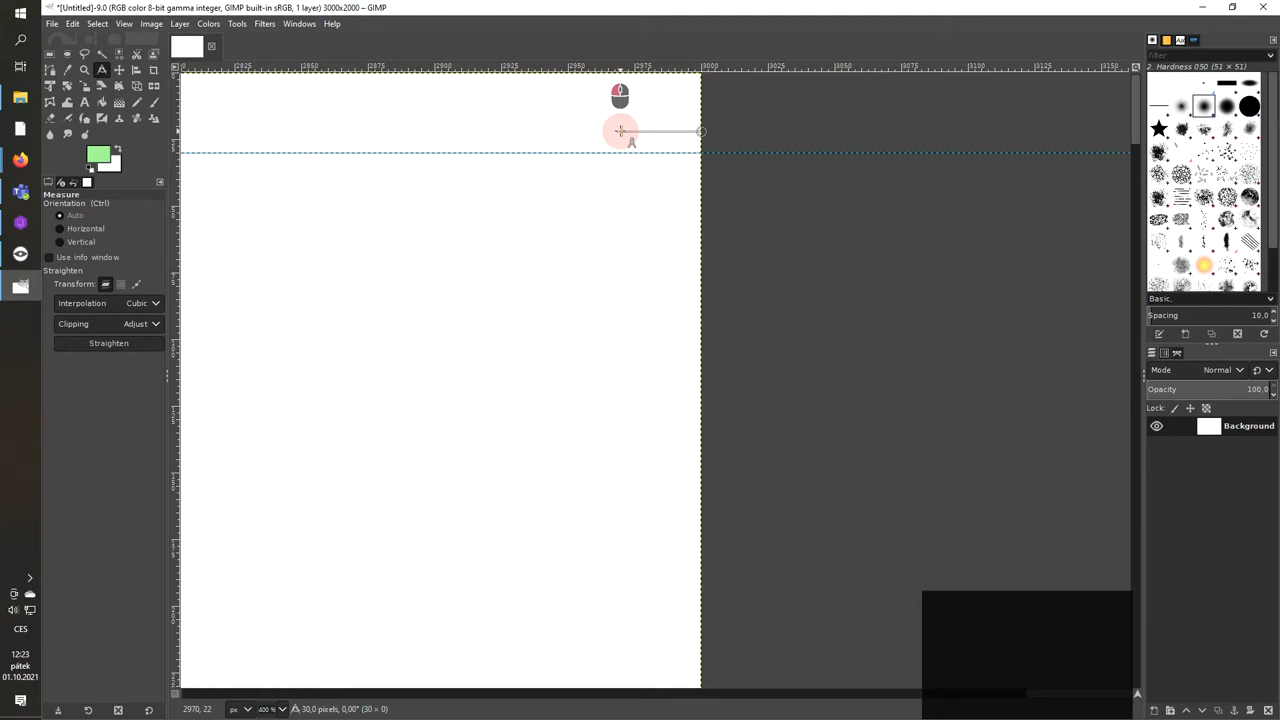 *[Untitled]-9.0 (RGB color 8-bit gamma integer, GIMP built-in sRGB, 1 layer) 3000x2000 – GIMP
File Edit Select View Image Layer Colors Tools Filters Windows Help
filter
2. Hardness 050 (51 × 51)
2825 2850 2875 2900 2925 2950 2975 3000 3025 3050 3075 3100 3125 3150
Measure
Orientation (Ctrl)
Auto
Horizontal
Vertical
Use info window
Straighten
Transform:
Interpolation Cubic
Clipping Adjust
Straighten
Basic,
Spacing 10,0
Mode Normal
Opacity 100,0
Lock:
Background
CES
12:23
pátek
01.10.2021
2970, 22 px 400 % 30,0 pixels, 0,00° (30 × 0)